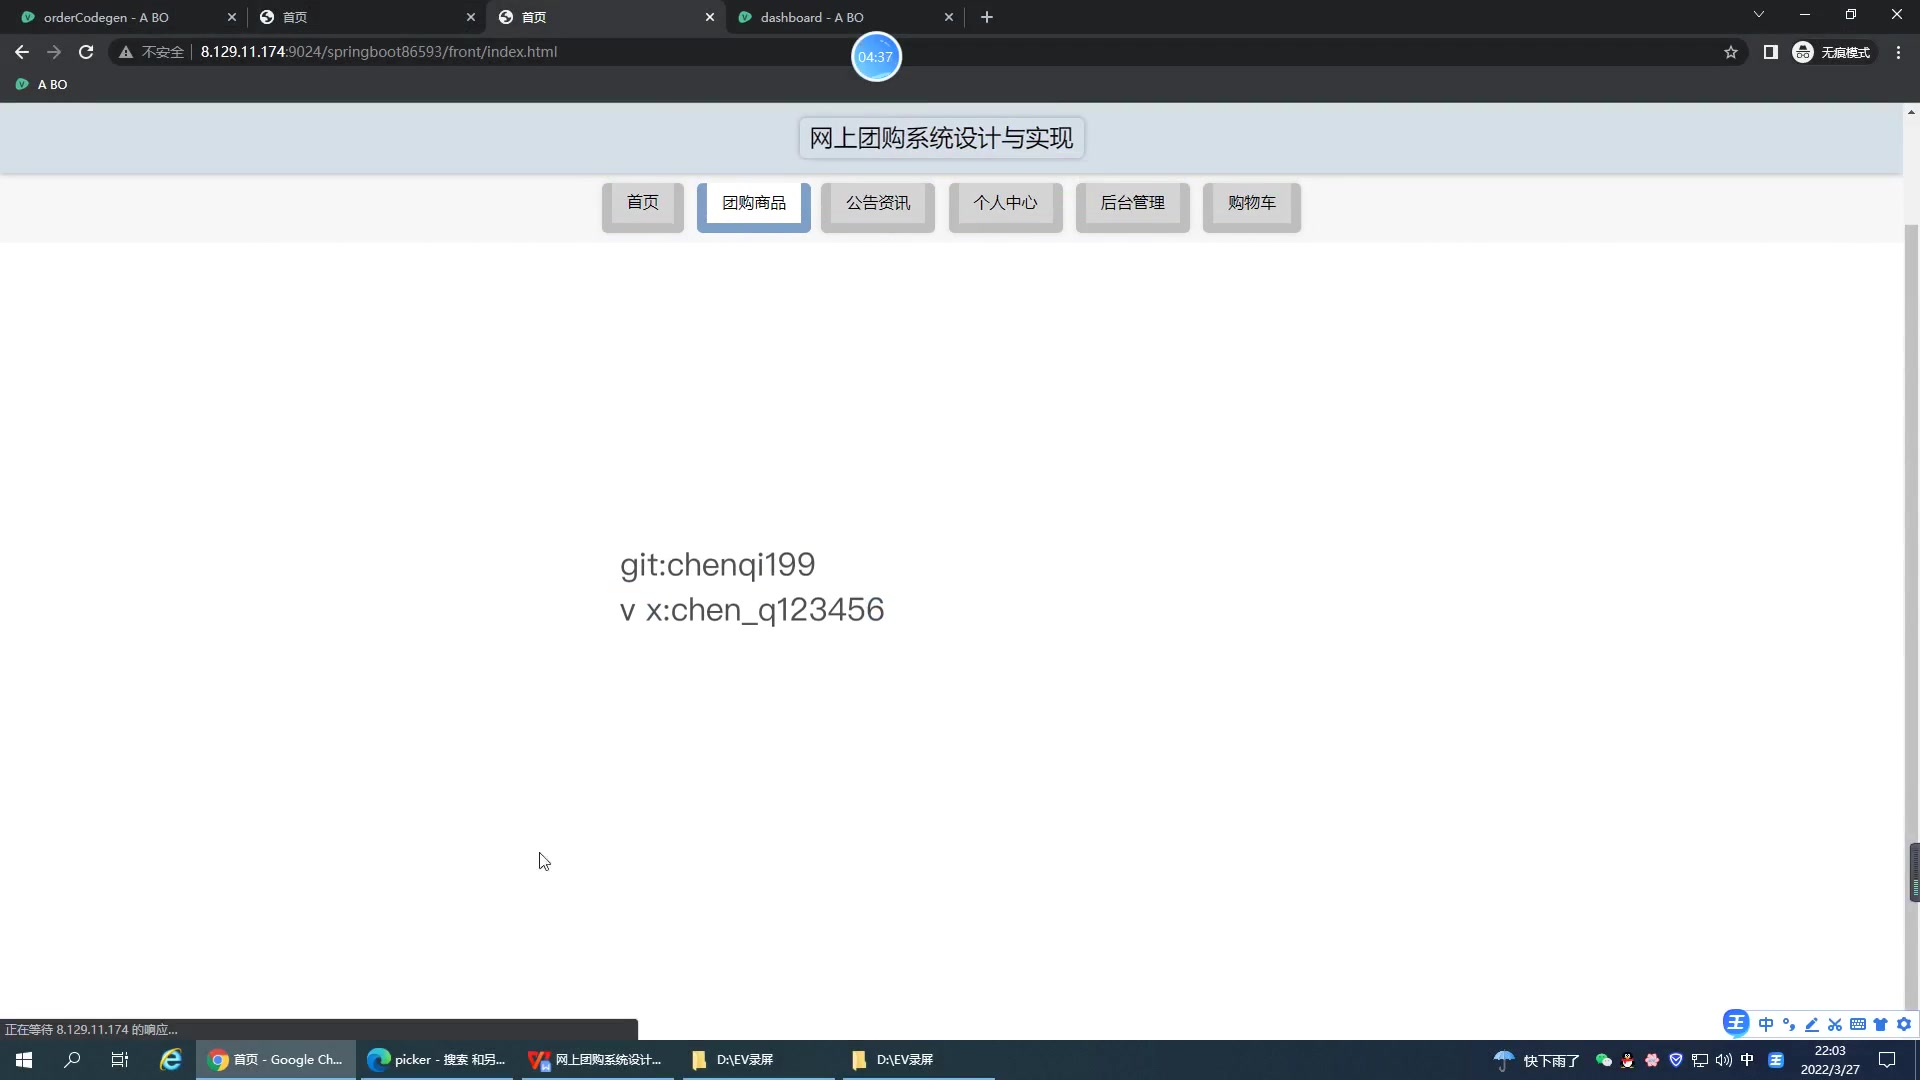 orderCodegen - A BO
首页
首页
dashboard - A BO
不安全
8.129.11.174:9024/springboot86593/front/index.html
04:37
无痕模式
A BO
网上团购系统设计与实现
首页
团购商品
公告资讯
个人中心
后台管理
购物车
git:chenqi199
v x:chen_q123456
正在等待 8.129.11.174 的响应...
王 中
首页 - Google Ch...
picker - 搜索 和另...
网上团购系统设计...
D:\EV录屏
D:\EV录屏
快下雨了
中
王
22:03
2022/3/27